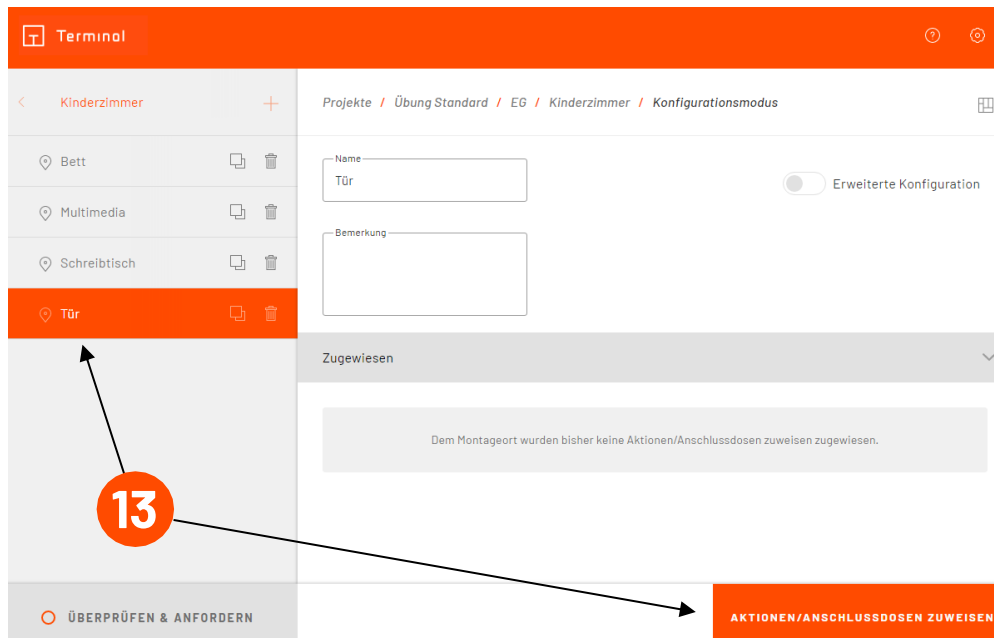 Terminal
Kinderzimmer
Projekte / Übung Standard / EG / Kinderzimmer / Konfigurationsmodus
Bett
Multimedia
Schreibtisch
Tür
Name
Tür
Erweiterte Konfiguration
Bemerkung
Zugewiesen
Dem Montageort wurden bisher keine Aktionen/Anschlussdosen zuweisen zugewiesen.
13
ÜBERPRÜFEN & ANFORDERN
AKTIONEN/ANSCHLUSSDOSEN ZUWEISEN